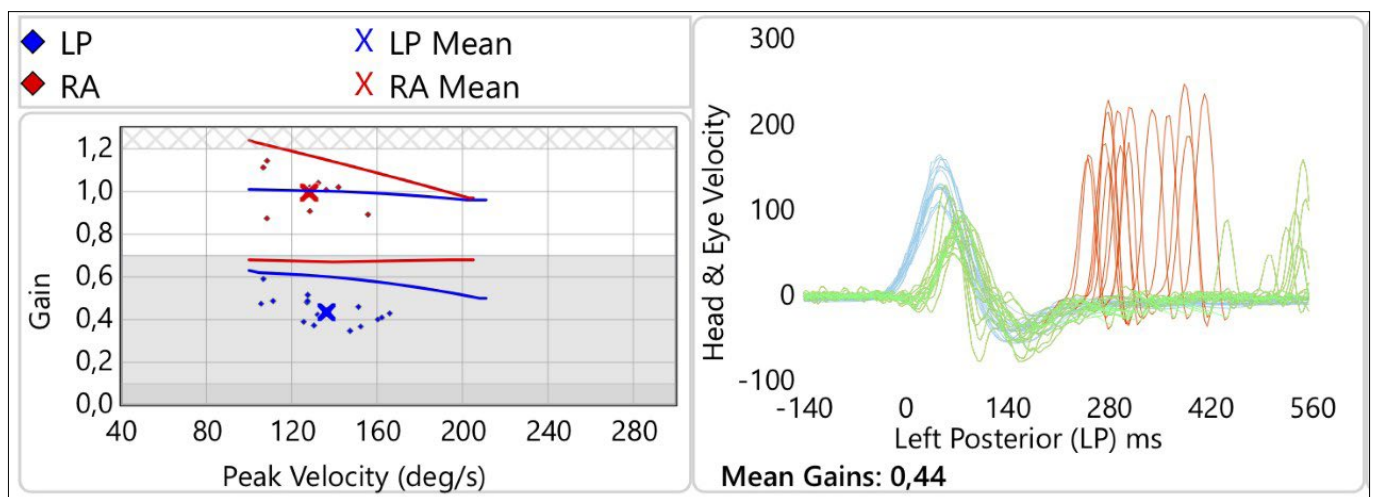 LP
X LP Mean
RA
X RA Mean
Gain
1,2
1,0
0,8
0,6
0,4
0,2
0,0
40 80 120 160 200 240 280
Peak Velocity (deg/s)
Head & Eye Velocity
300
200
100
0
-100
-140 0 140 280 420 560
Left Posterior (LP) ms
Mean Gains: 0,44